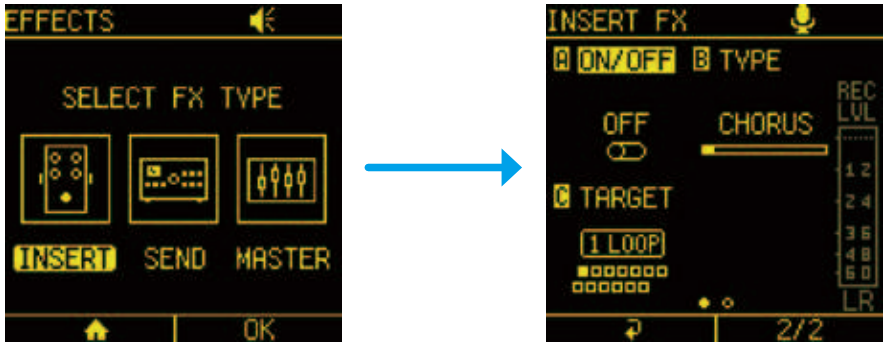 EFFECTS
SELECT FX TYPE
INSERT SEND MASTER
OK
INSERT FX
A ON/OFF B TYPE
REC
LVL
OFF CHORUS
12
C TARGET
24
1 LOOP
36
48
60
LR
2/2